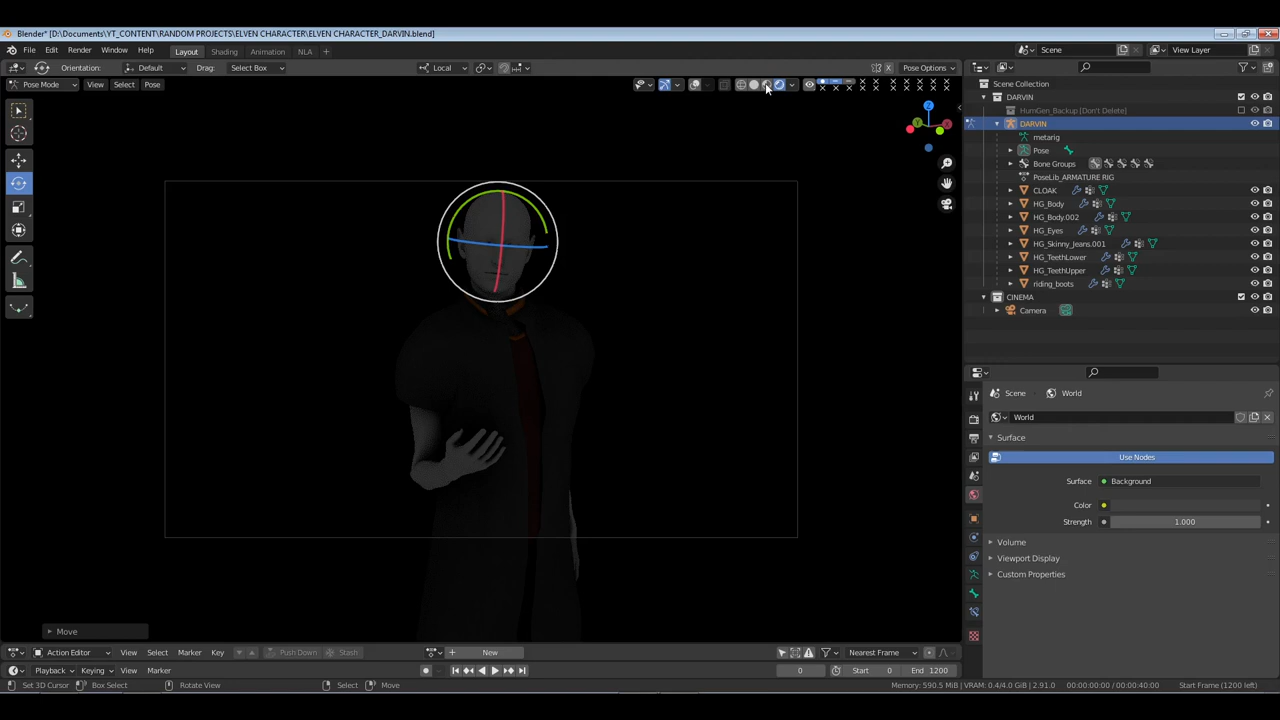 Blender* [D:\Documents\YT_CONTENT\RANDOM PROJECTS\ELVEN CHARACTER\ELVEN CHARACTER_DARVIN.blend]
File Edit Render Window Help Layout Shading Animation NLA + Scene View Layer
Orientation: Default Drag: Select Box Local Pose Options
Pose Mode View Select Pose
Scene Collection
DARVIN
HumGen_Backup [Don't Delete]
DARVIN
metarig
Pose
Bone Groups
PoseLib_ARMATURE RIG
CLOAK
HG_Body
HG_Body.002
HG_Eyes
HG_Skinny_Jeans.001
HG_TeethLower
HG_TeethUpper
riding_boots
CINEMA
Camera
Z
Y
X
Scene World
World
Surface
Use Nodes
Surface Background
Color
Strength 1.000
Volume
Viewport Display
Custom Properties
Move
Action Editor View Select Marker Key Push Down Stash + New Nearest Frame
Playback Keying View Marker 0 Start 0 End 1200
Set 3D Cursor Box Select Rotate View Select Move Memory: 590.5 MiB | VRAM: 0.4/4.0 GiB | 2.91.0 00:00:00:00 / 00:00:40:00 Start Frame (1200 left)